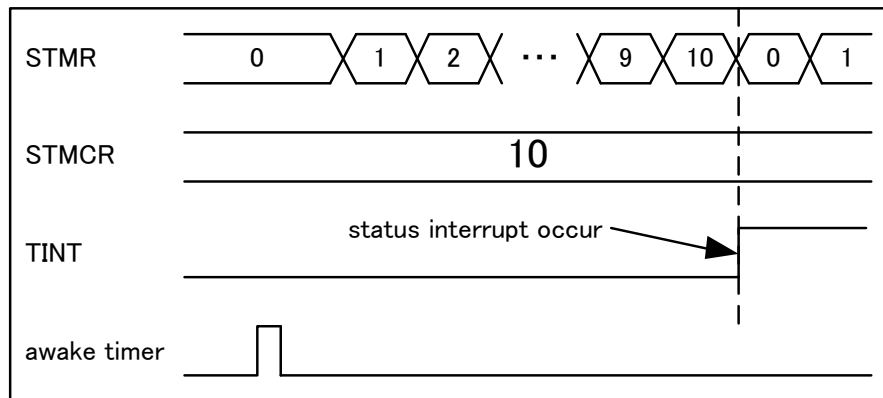 STMR 0 1 2 ··· 9 10 0 1
STMCR 10
status interrupt occur
TINT
awake timer